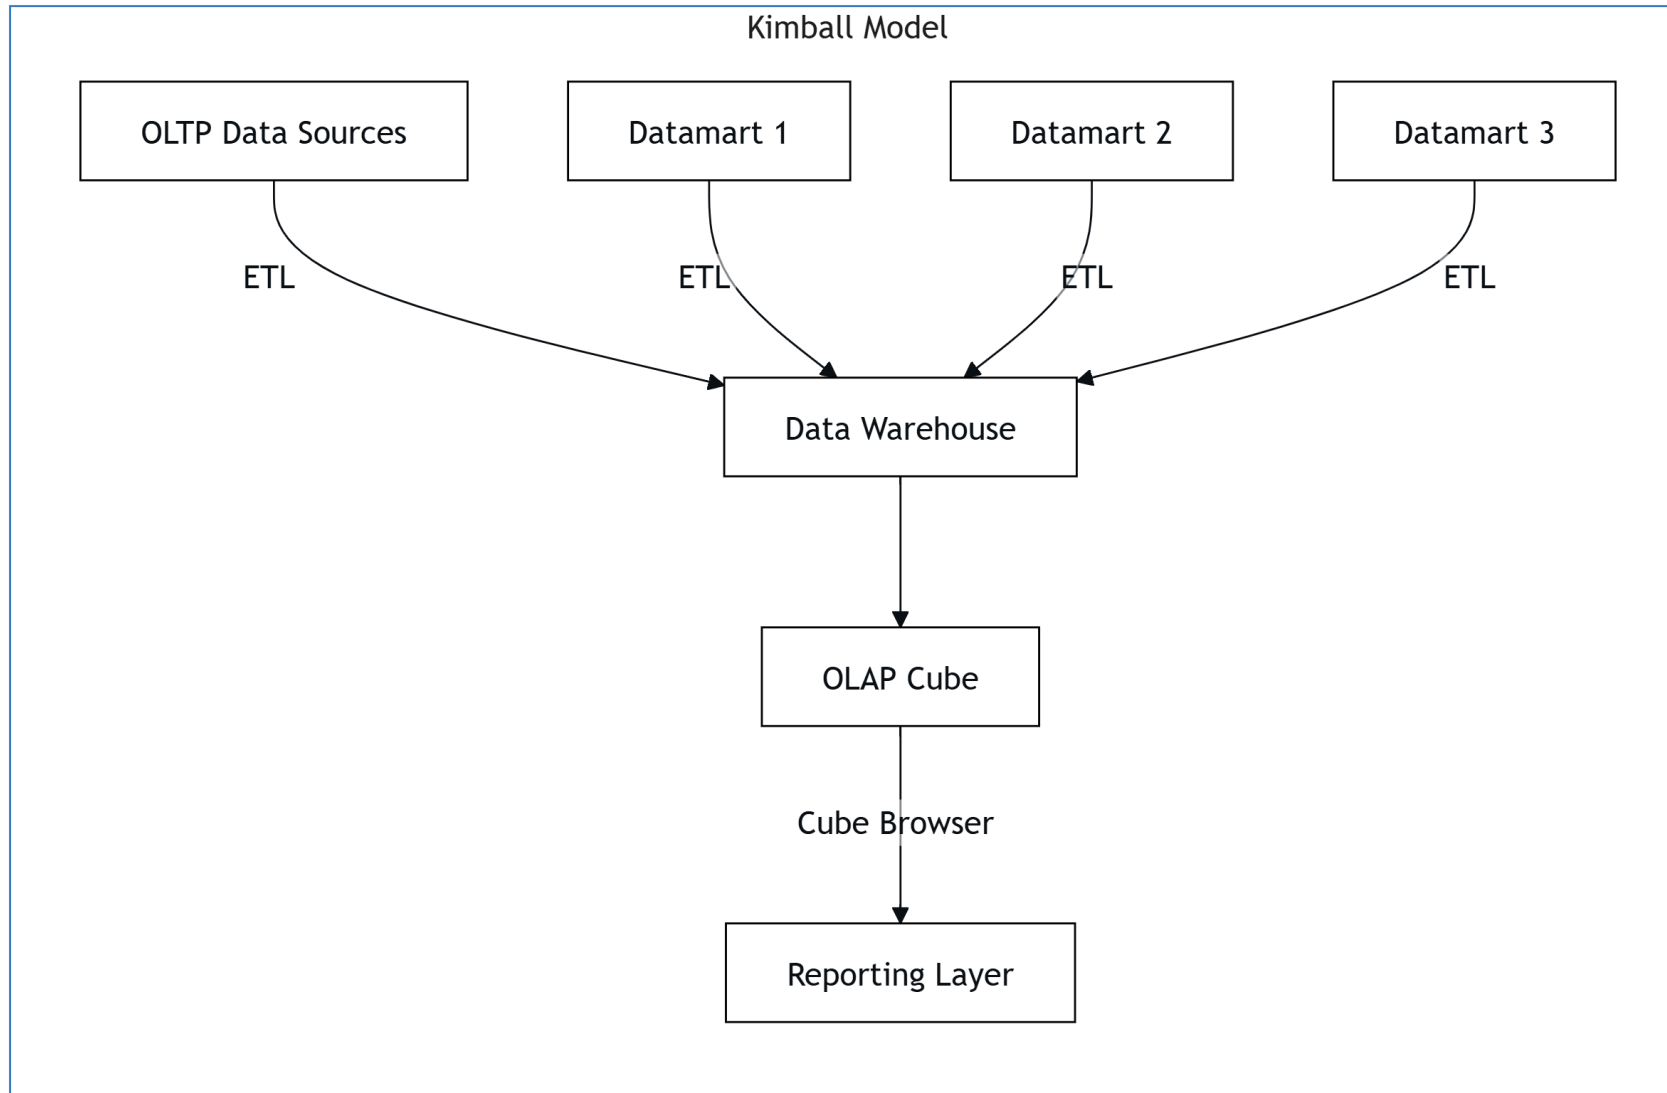 Kimball Model
OLTP Data Sources
Datamart 1
Datamart 2
Datamart 3
ETL
ETL
ETL
ETL
Data Warehouse
OLAP Cube
Cube Browser
Reporting Layer